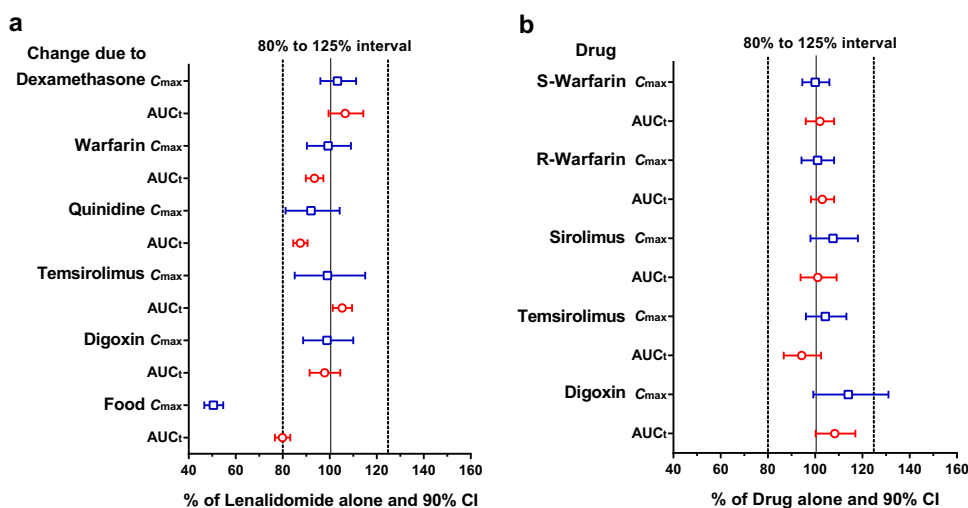 a
Change due to
80% to 125% interval
Dexamethasone Cmax
AUCt
Warfarin Cmax
AUCt
Quinidine Cmax
AUCt
Temsirolimus Cmax
AUCt
Digoxin Cmax
AUCt
Food Cmax
AUCt
40 60 80 100 120 140 160
% of Lenalidomide alone and 90% CI
b
Drug
80% to 125% interval
S-Warfarin Cmax
AUCt
R-Warfarin Cmax
AUCt
Sirolimus Cmax
AUCt
Temsirolimus Cmax
AUCt
Digoxin Cmax
AUCt
40 60 80 100 120 140 160
% of Drug alone and 90% CI